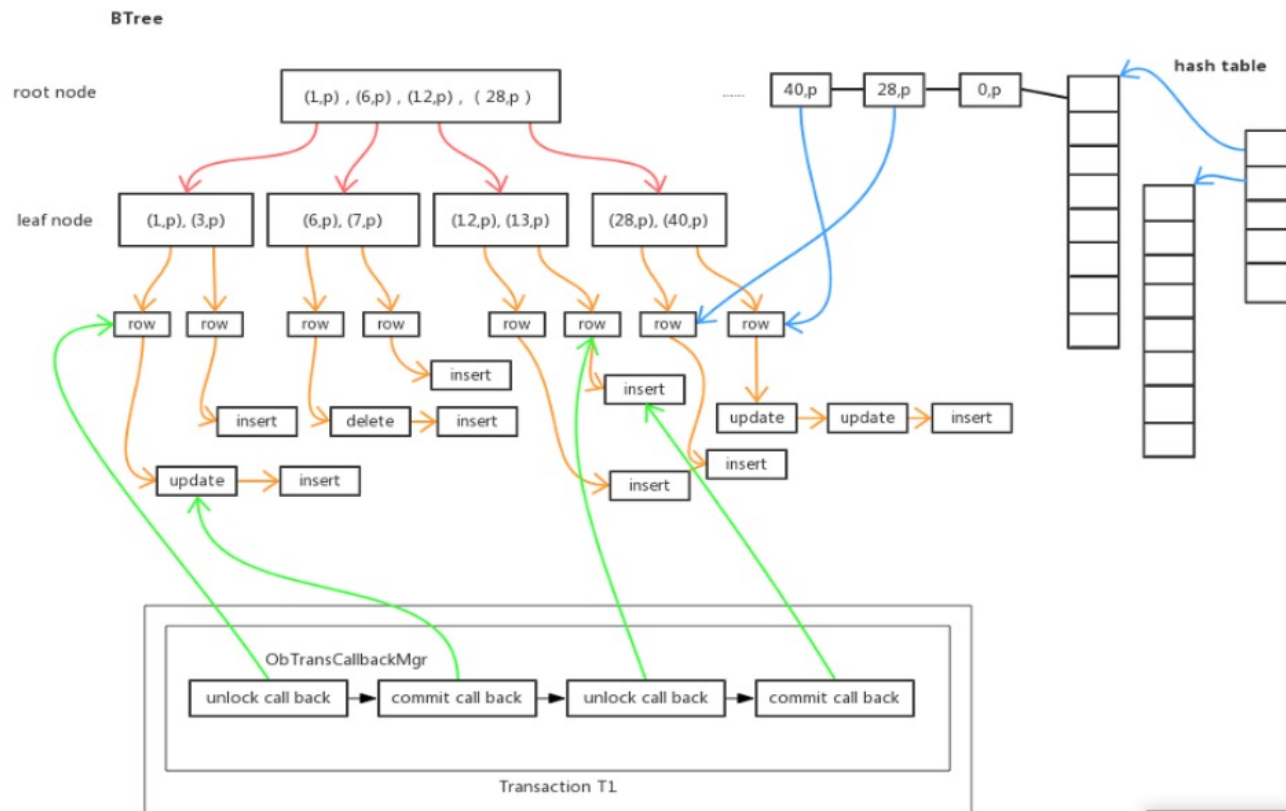 BTree
hash table
root node
(1,p) , (6,p) , (12,p) , ( 28,p )
......
40,p
28,p
0,p
leaf node
(1,p), (3,p)
(6,p), (7,p)
(12,p), (13,p)
(28,p), (40,p)
row
row
row
row
row
row
row
row
insert
insert
insert
delete
insert
update
update
insert
update
insert
insert
insert
ObTransCallbackMgr
unlock call back
commit call back
unlock call back
commit call back
Transaction T1